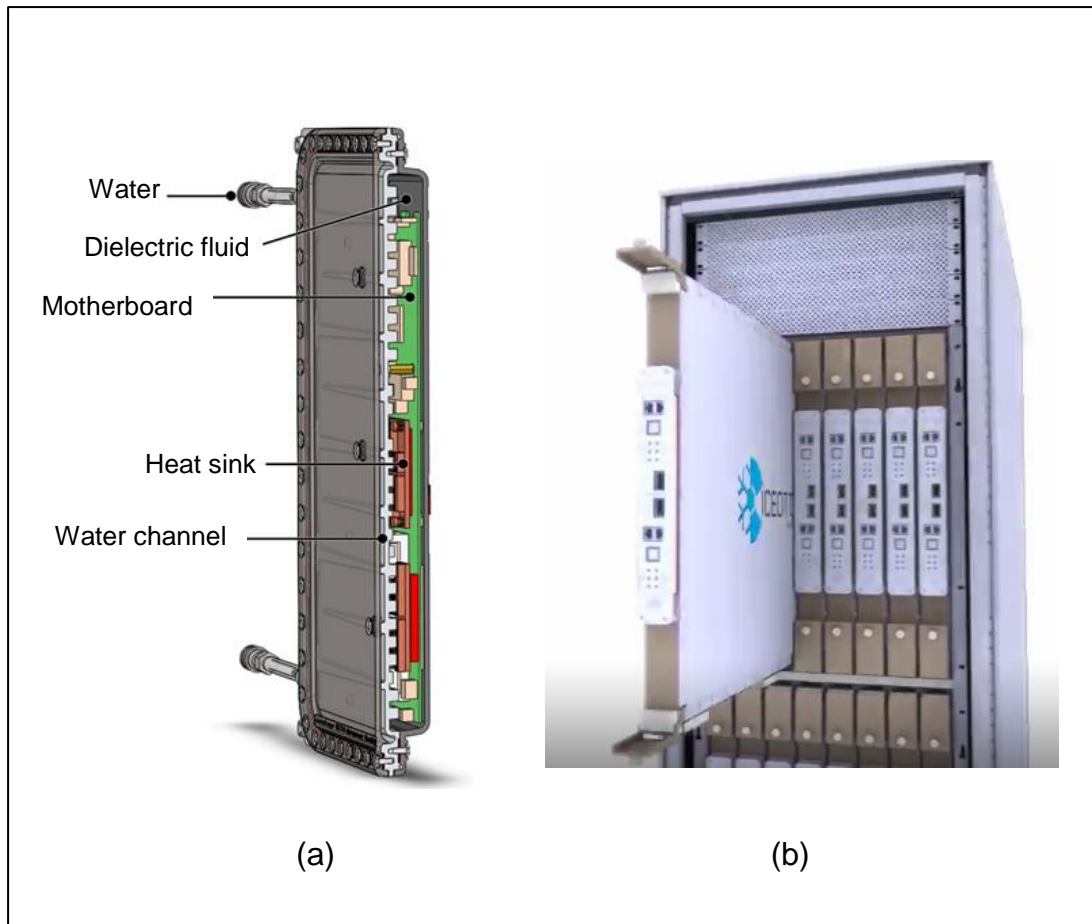 Water
Dielectric fluid
Motherboard
Heat sink
Water channel
(a)
(b)